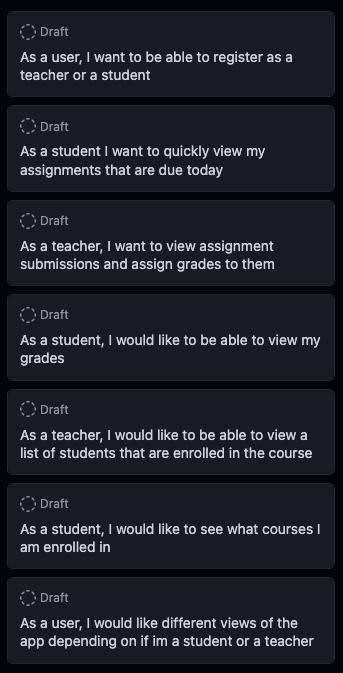 Draft
As a user, I want to be able to register as a
teacher or a student
Draft
As a student I want to quickly view my
assignments that are due today
Draft
As a teacher, I want to view assignment
submissions and assign grades to them
Draft
As a student, I would like to be able to view my
grades
Draft
As a teacher, I would like to be able to view a
list of students that are enrolled in the course
Draft
As a student, I would like to see what courses I
am enrolled in
Draft
As a user, I would like different views of the
app depending on if im a student or a teacher